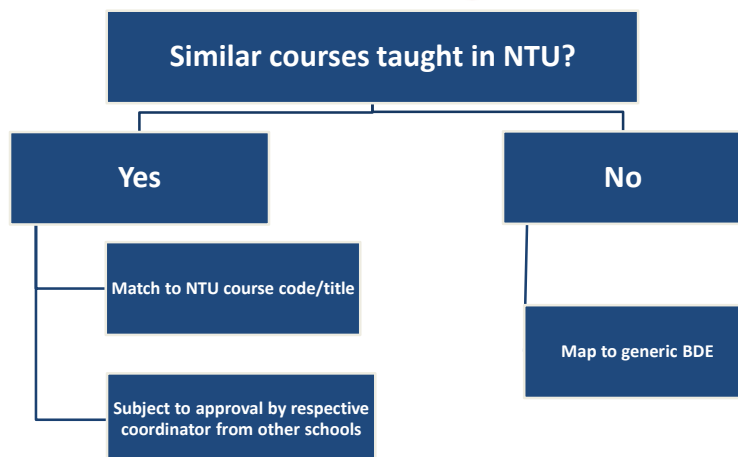 Similar courses taught in NTU?
Yes
No
Match to NTU course code/title
Map to generic BDE
Subject to approval by respective
coordinator from other schools